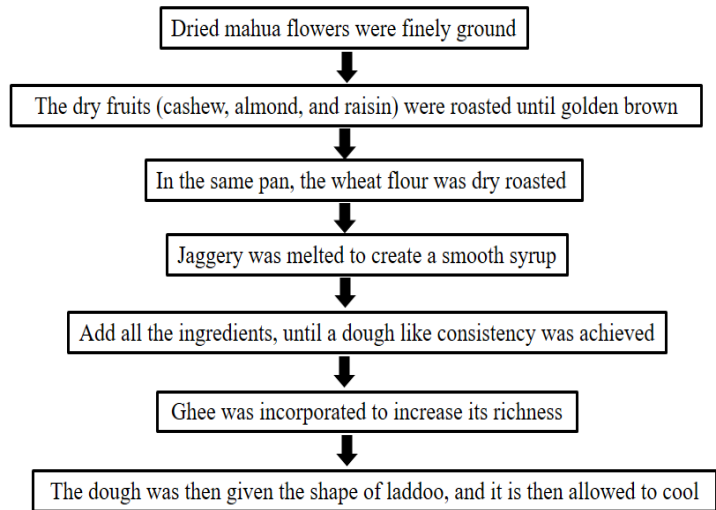 Dried mahua flowers were finely ground
The dry fruits (cashew, almond, and raisin) were roasted until golden brown
In the same pan, the wheat flour was dry roasted
Jaggery was melted to create a smooth syrup
Add all the ingredients, until a dough like consistency was achieved
Ghee was incorporated to increase its richness
The dough was then given the shape of laddoo, and it is then allowed to cool